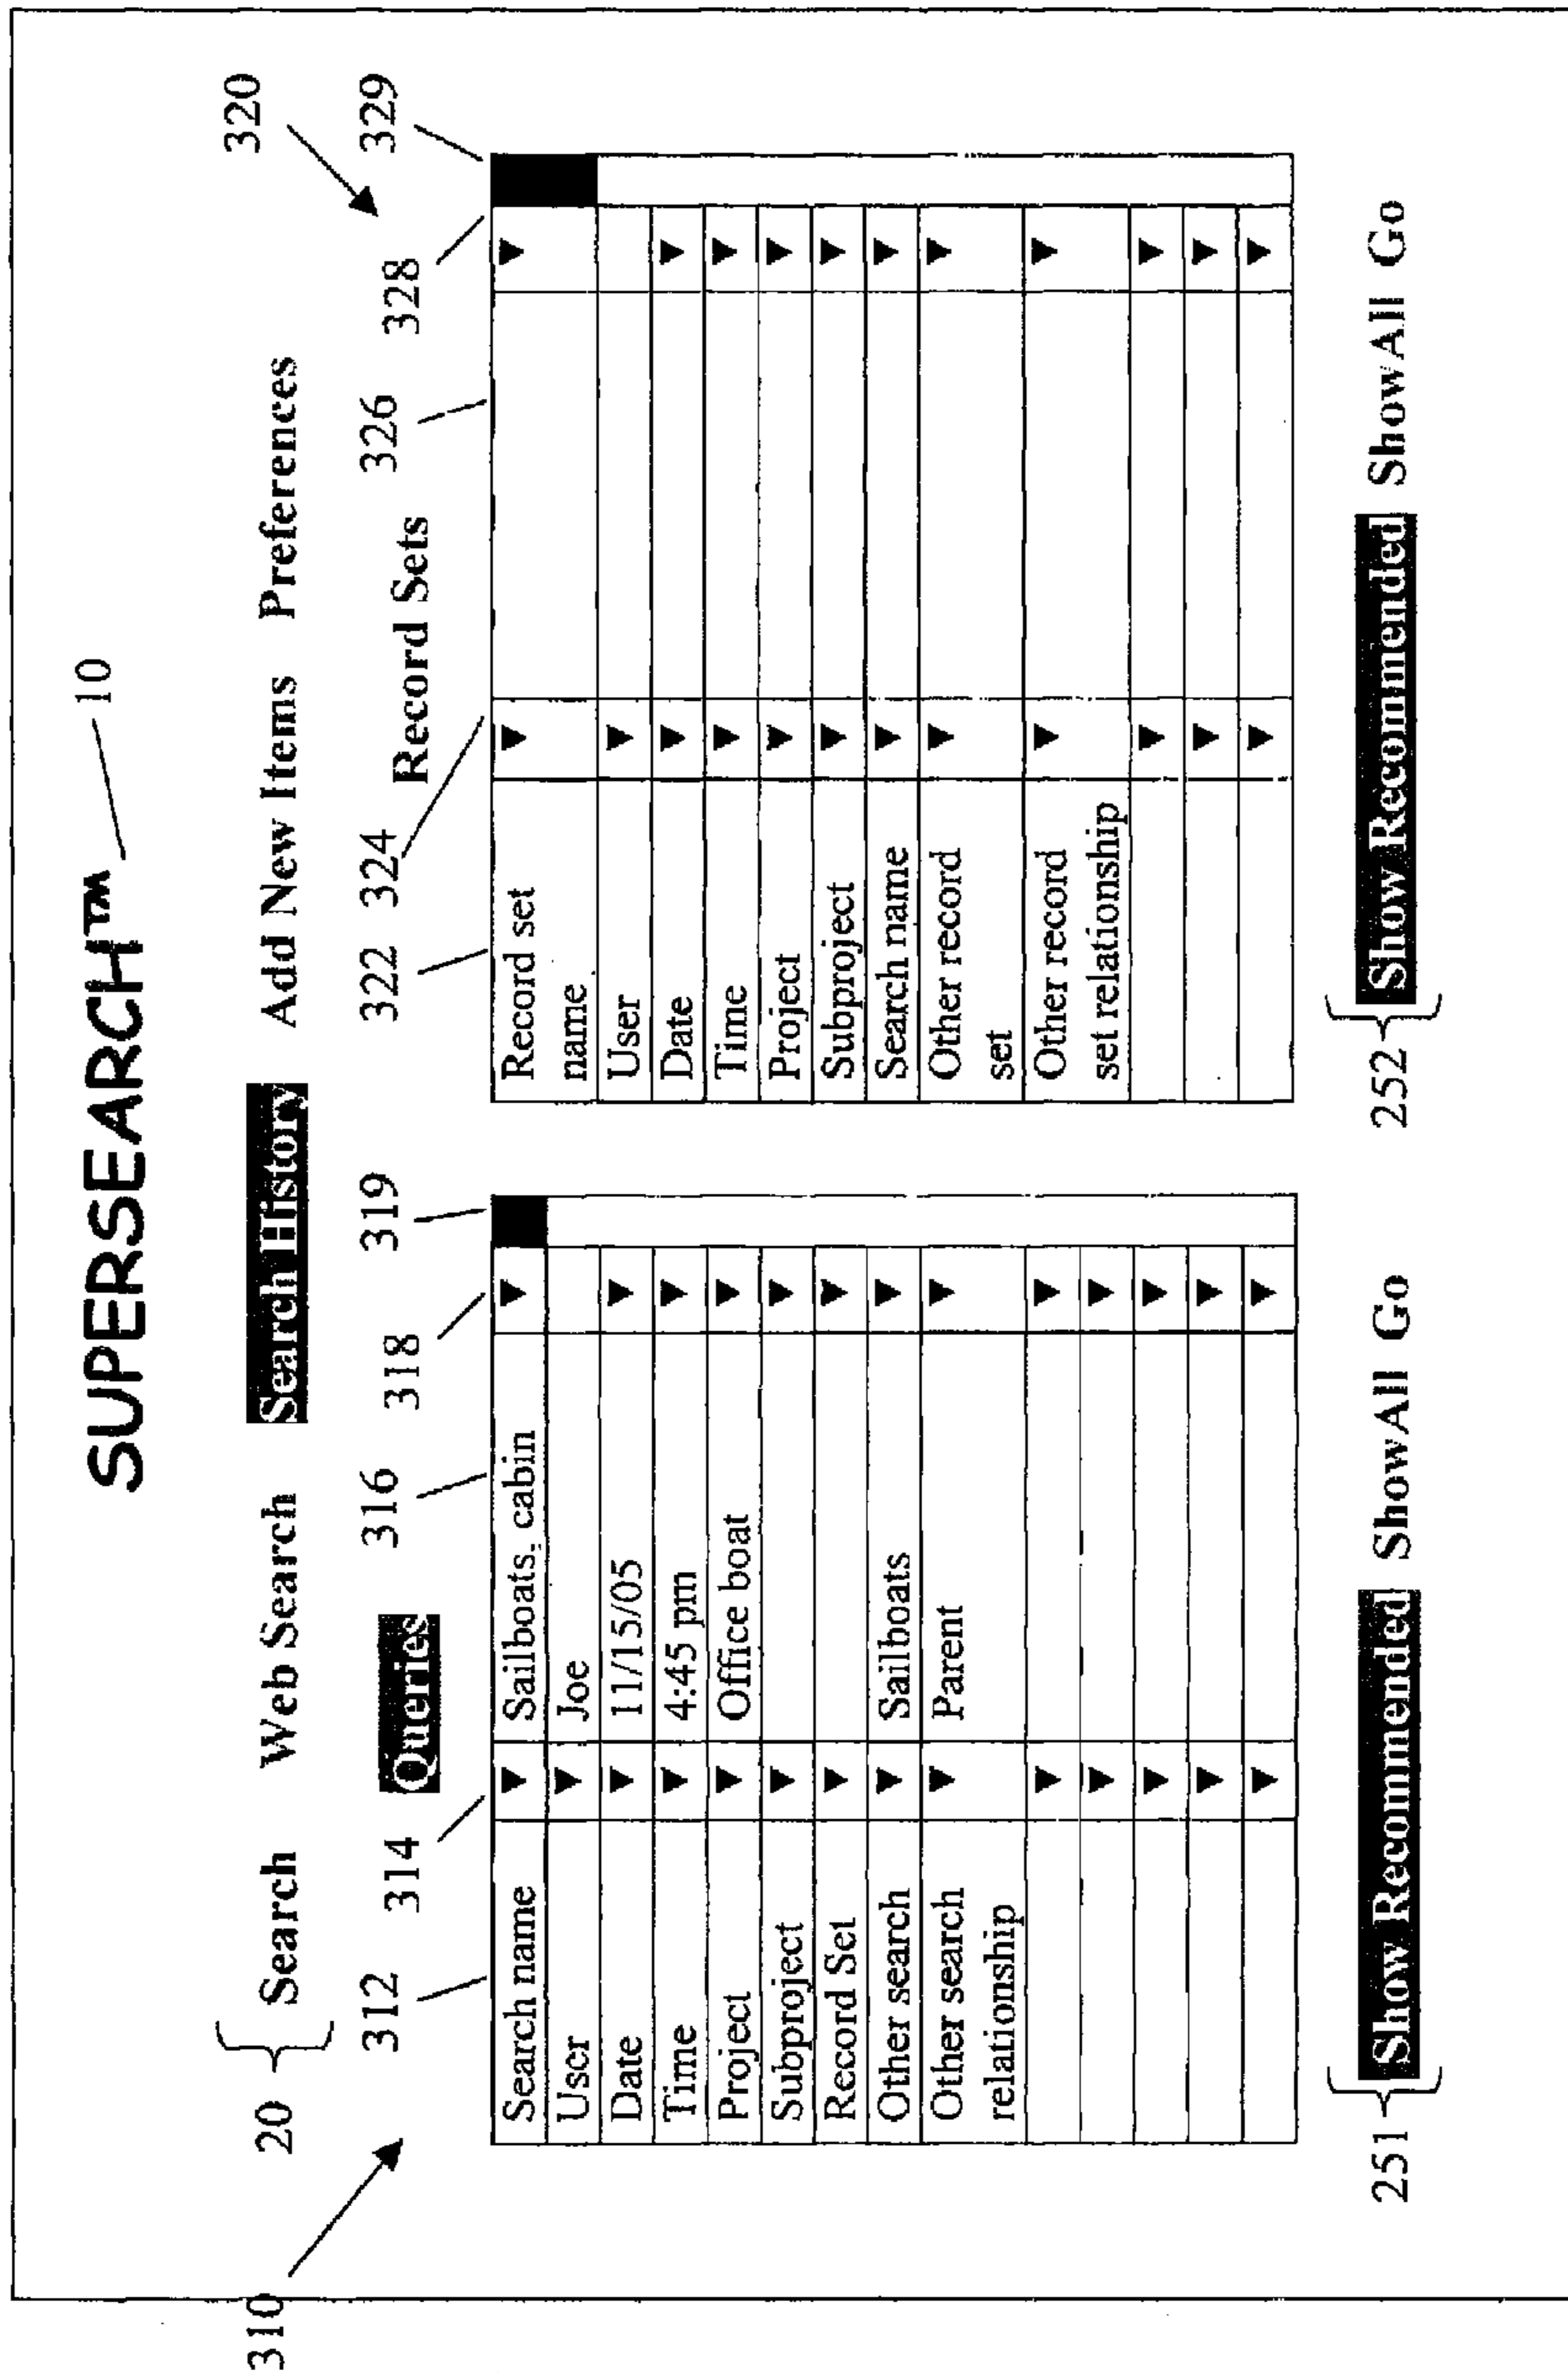 SUPERSEARCH™ 10
20 Search Web Search Search History Add New Items Preferences
310 320
312 314 316 318 319
322 324 326 328 329
Queries
Search name Sailboats, cabin
User Joe
Date 11/15/05
Time 4:45 pm
Project Office boat
Subproject
Record Set
Other search Sailboats
Other search Parent
relationship
251 Show Recommended Show All Go
Record Sets
Record set
name
User
Date
Time
Project
Subproject
Search name
Other record
set
Other record
set relationship
252 Show Recommended Show All Go